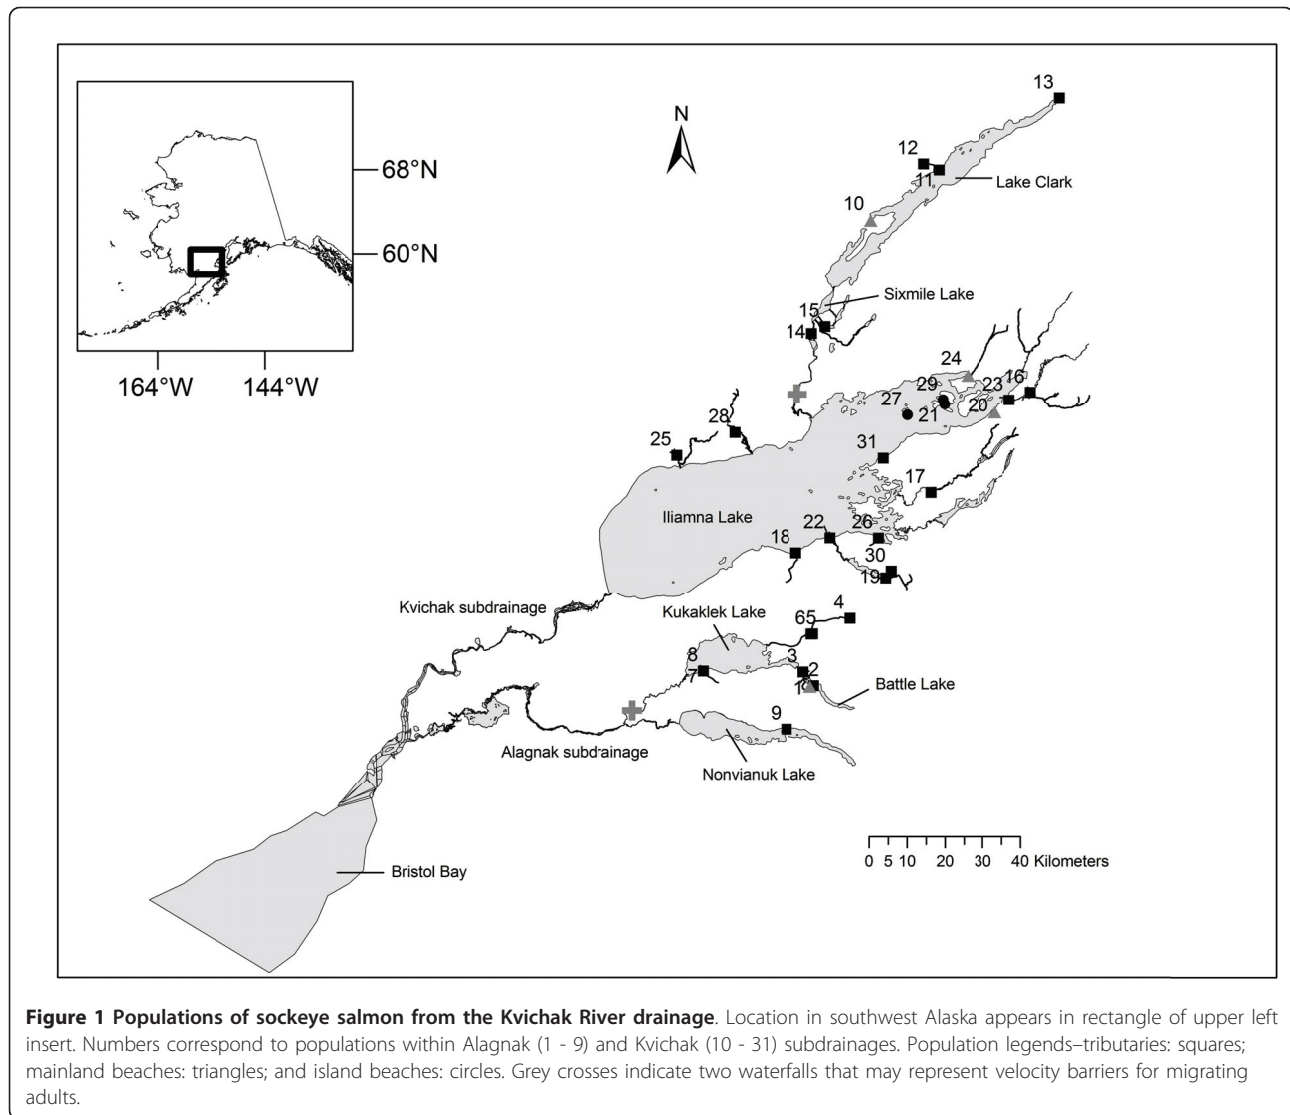 N
68°N
60°N
164°W
144°W
13
12
11
Lake Clark
10
Sixmile Lake
15
14
24
29
23
16
27
21
20
28
25
31
17
Iliamna Lake
22
26
18
30
19
Kvichak subdrainage
Kukaklek Lake
4
65
8
3
7
2
1
Battle Lake
9
Alagnak subdrainage
Nonvianuk Lake
0 5 10 20 30 40 Kilometers
Bristol Bay
Figure 1 Populations of sockeye salmon from the Kvichak River drainage. Location in southwest Alaska appears in rectangle of upper left
insert. Numbers correspond to populations within Alagnak (1 - 9) and Kvichak (10 - 31) subdrainages. Population legends–tributaries: squares;
mainland beaches: triangles; and island beaches: circles. Grey crosses indicate two waterfalls that may represent velocity barriers for migrating
adults.